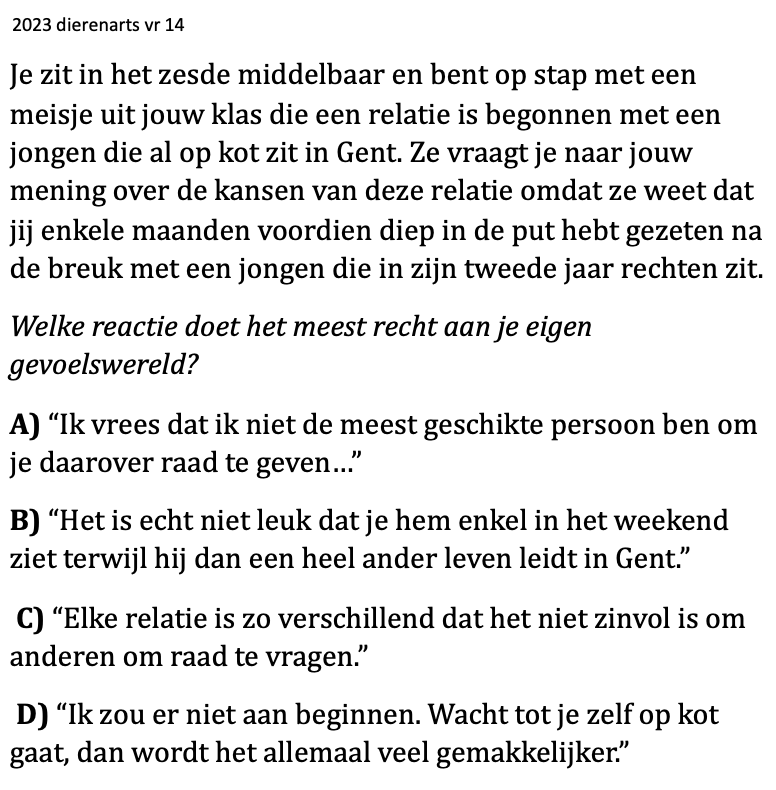 2023 dierenarts vr 14
Je zit in het zesde middelbaar en bent op stap met een
meisje uit jouw klas die een relatie is begonnen met een
jongen die al op kot zit in Gent. Ze vraagt je naar jouw
mening over de kansen van deze relatie omdat ze weet dat
jij enkele maanden voordien diep in de put hebt gezeten na
de breuk met een jongen die in zijn tweede jaar rechten zit.
Welke reactie doet het meest recht aan je eigen
gevoelswereld?
A) “Ik vrees dat ik niet de meest geschikte persoon ben om
je daarover raad te geven…”
B) “Het is echt niet leuk dat je hem enkel in het weekend
ziet terwijl hij dan een heel ander leven leidt in Gent.”
C) “Elke relatie is zo verschillend dat het niet zinvol is om
anderen om raad te vragen.”
D) “Ik zou er niet aan beginnen. Wacht tot je zelf op kot
gaat, dan wordt het allemaal veel gemakkelijker.”